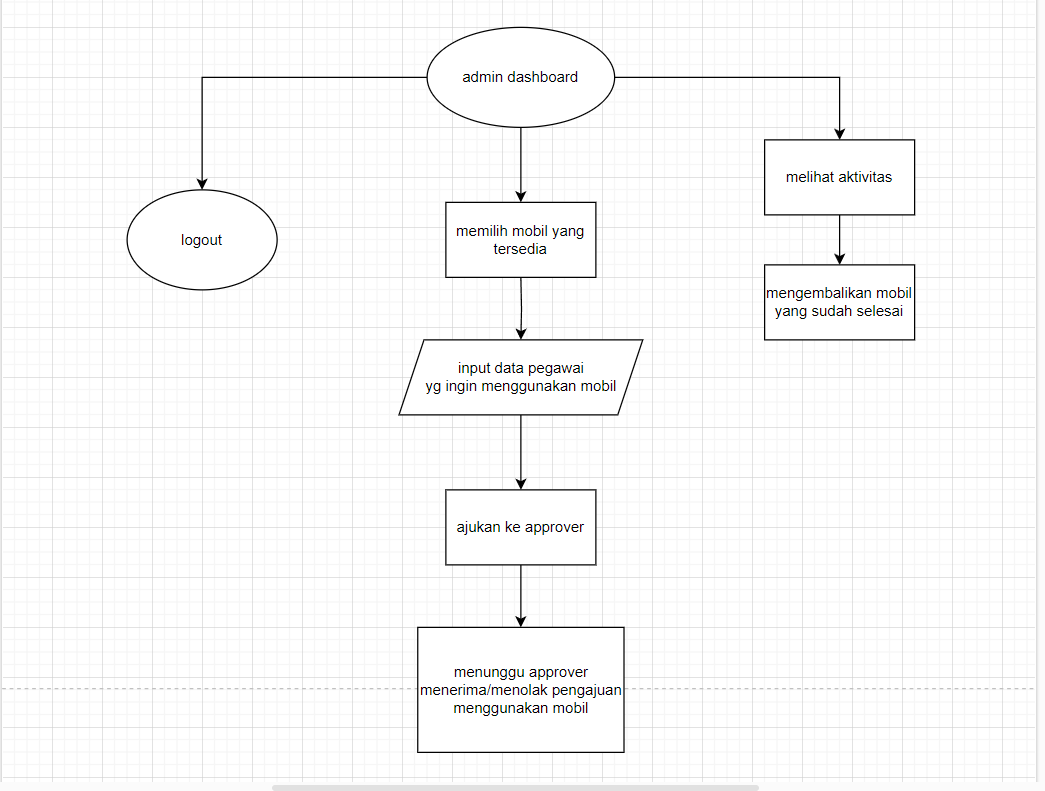 admin dashboard
logout
memilih mobil yang
tersedia
melihat aktivitas
mengembalikan mobil
yang sudah selesai
input data pegawai
yg ingin menggunakan mobil
ajukan ke approver
menunggu approver
menerima/menolak pengajuan
menggunakan mobil